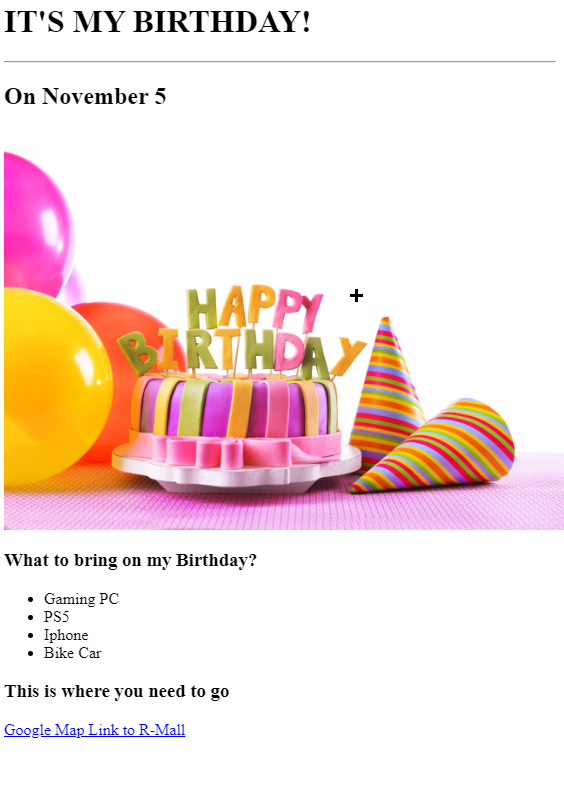 IT'S MY BIRTHDAY!
On November 5
HAPPY
BIRTHDAY
What to bring on my Birthday?
Gaming PC
PS5
Iphone
Bike Car
This is where you need to go
Google Map Link to R-Mall